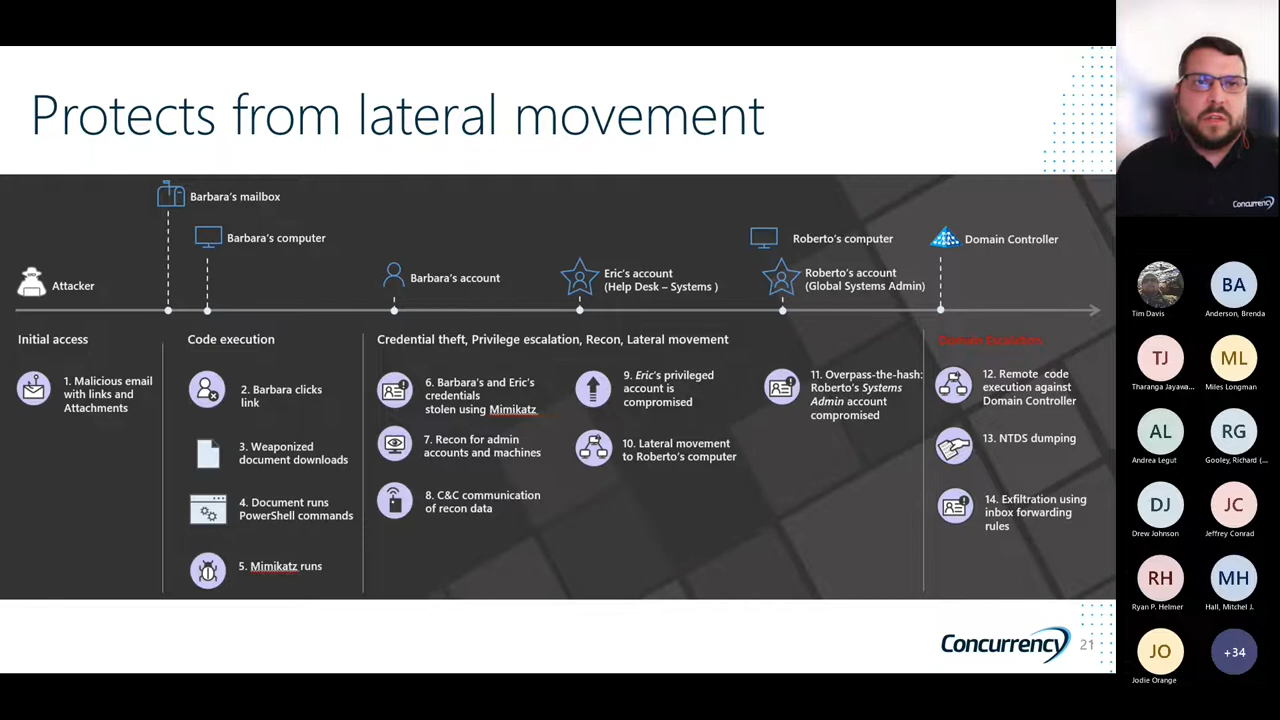 Protects from lateral movement
Barbara's mailbox
Barbara's computer
Roberto's computer
Domain Controller
Attacker
Barbara's account
Eric's account
(Help Desk – Systems )
Roberto's account
(Global Systems Admin)
Initial access
1. Malicious email
with links and
Attachments
Code execution
2. Barbara clicks
link
3. Weaponized
document downloads
4. Document runs
PowerShell commands
5. Mimikatz runs
Credential theft, Privilege escalation, Recon, Lateral movement
6. Barbara's and Eric's
credentials
stolen using Mimikatz
7. Recon for admin
accounts and machines
8. C&C communication
of recon data
9. Eric's privileged
account is
compromised
10. Lateral movement
to Roberto's computer
11. Overpass-the-hash:
Roberto's Systems
Admin account
compromised
Domain Escalation
12. Remote code
execution against
Domain Controller
13. NTDS dumping
14. Exfiltration using
inbox forwarding
rules
Concurrency
21
Concurrency
Tim Davis
BA
Anderson, Brenda
TJ
Tharanga Jayawa...
ML
Miles Longman
AL
Andrea Legut
RG
Gooley, Richard (...
DJ
Drew Johnson
JC
Jeffrey Conrad
RH
Ryan P. Helmer
MH
Hall, Mitchel J.
JO
Jodie Orange
+34